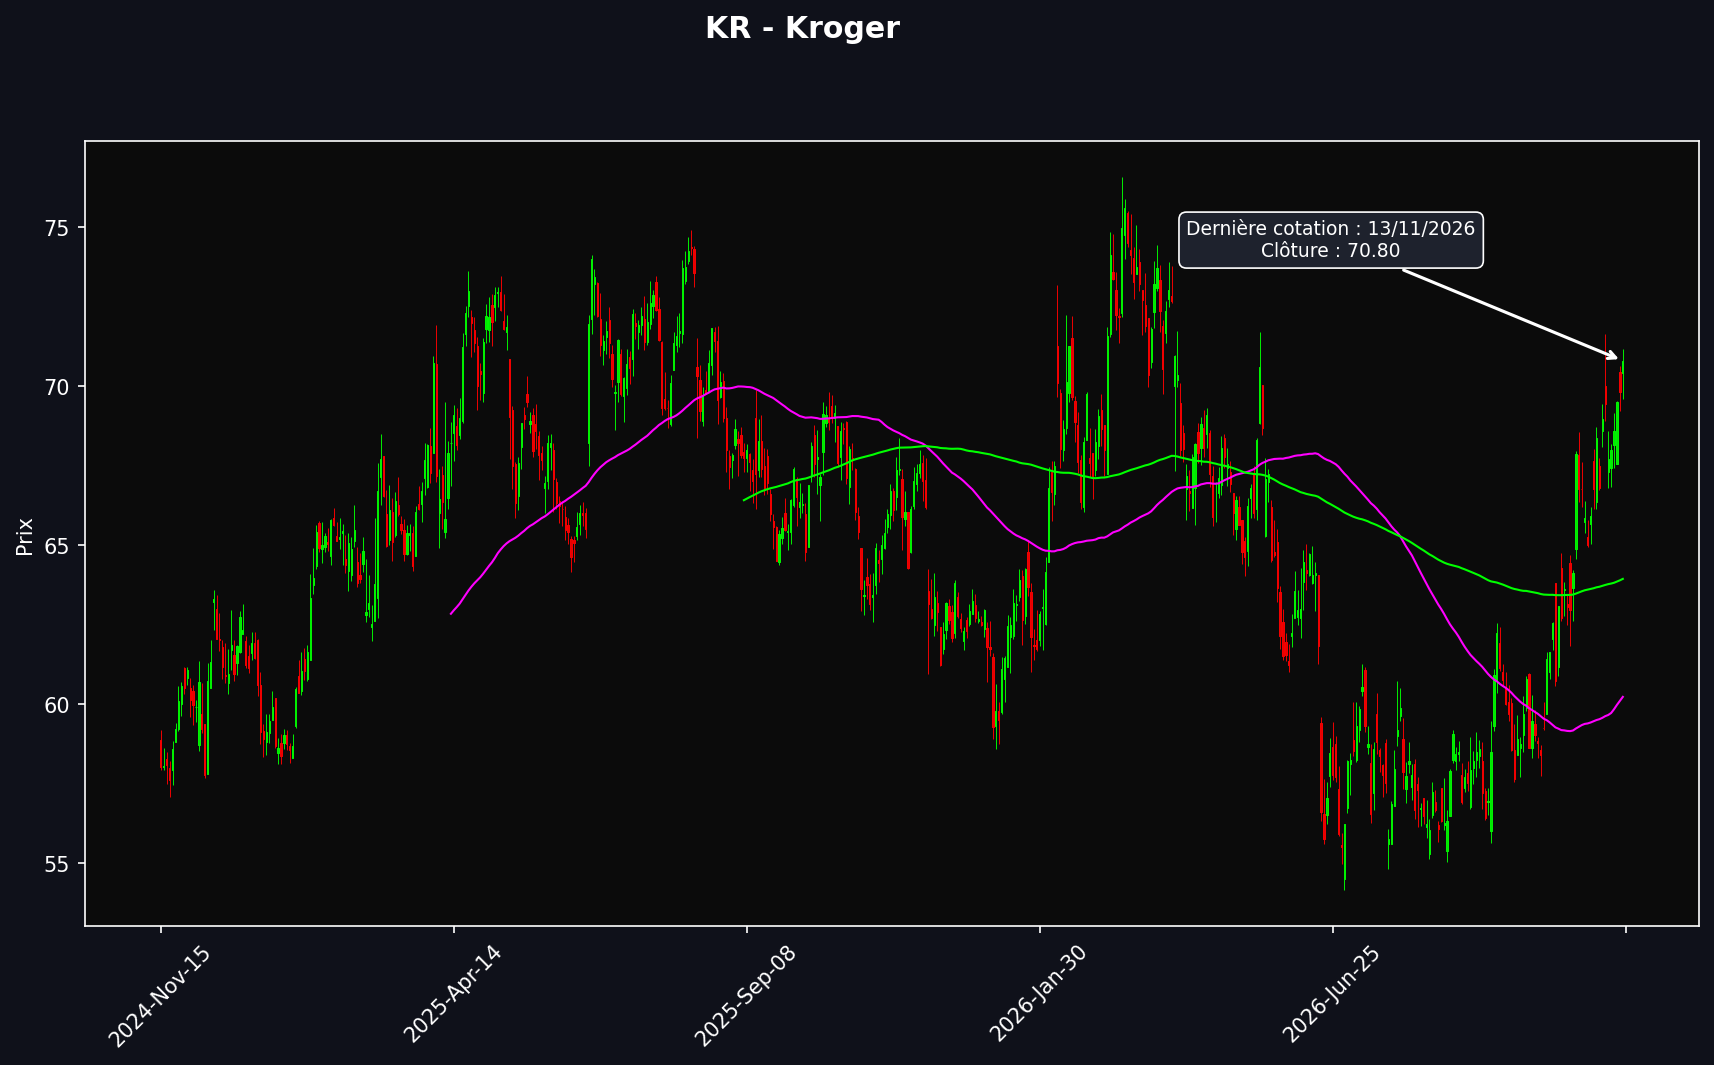 KR - Kroger
Dernière cotation : 13/11/2026
Clôture : 70.80
Prix
75
70
65
60
55
2024-Nov-15
2025-Apr-14
2025-Sep-08
2026-Jan-30
2026-Jun-25